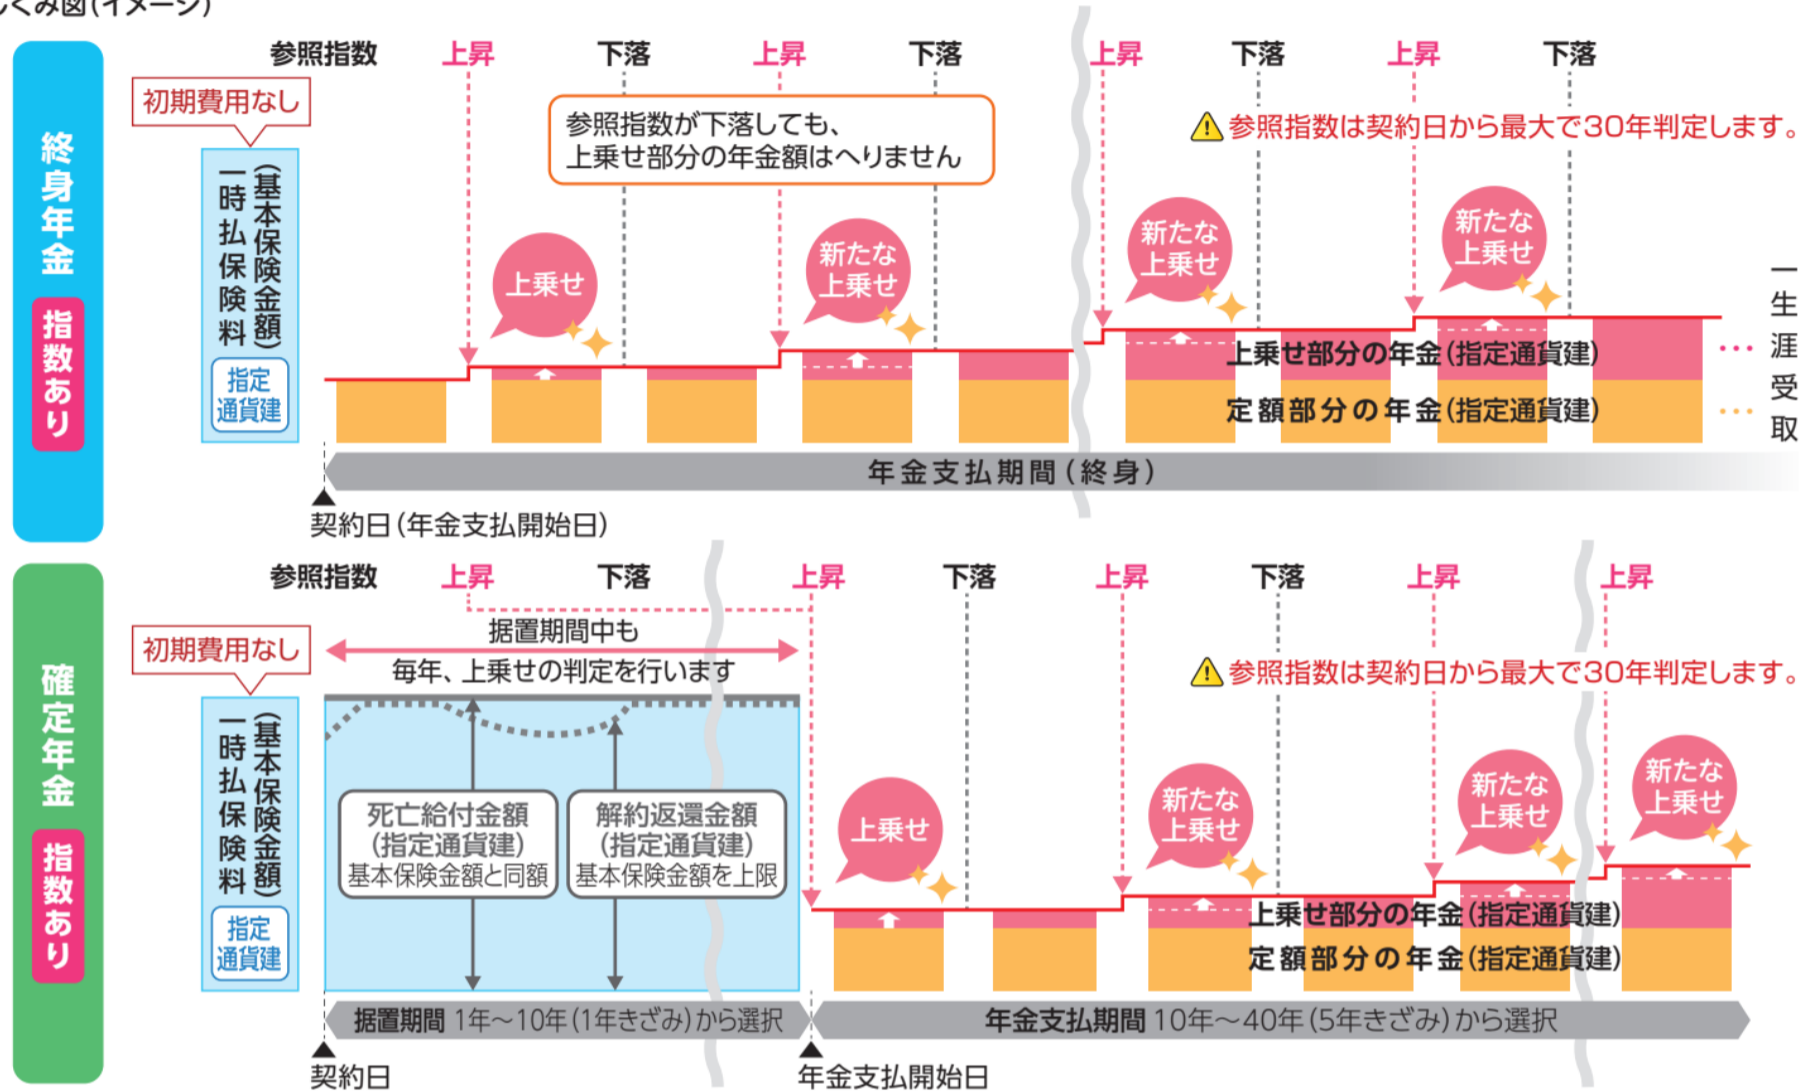 しくみ図(イメージ)
終身年金
指数あり
参照指数 上昇 下落 上昇 下落 上昇 下落 上昇 下落
初期費用なし
参照指数が下落しても、
上乗せ部分の年金額はへりません
参照指数は契約日から最大で30年判定します。
一時払保険料
(基本保険金額)
指定
通貨建
上乗せ
新たな
上乗せ
新たな
上乗せ
新たな
上乗せ
上乗せ部分の年金(指定通貨建)
定額部分の年金(指定通貨建)
一生涯受取
年金支払期間(終身)
契約日(年金支払開始日)
確定年金
指数あり
参照指数 上昇 下落 上昇 下落 上昇 下落 上昇 上昇
初期費用なし
据置期間中も
毎年、上乗せの判定を行います
参照指数は契約日から最大で30年判定します。
一時払保険料
(基本保険金額)
指定
通貨建
死亡給付金額
(指定通貨建)
基本保険金額と同額
解約返還金額
(指定通貨建)
基本保険金額を上限
上乗せ
新たな
上乗せ
新たな
上乗せ
新たな
上乗せ
上乗せ部分の年金(指定通貨建)
定額部分の年金(指定通貨建)
据置期間 1年~10年(1年きざみ)から選択
年金支払期間 10年~40年(5年きざみ)から選択
契約日
年金支払開始日